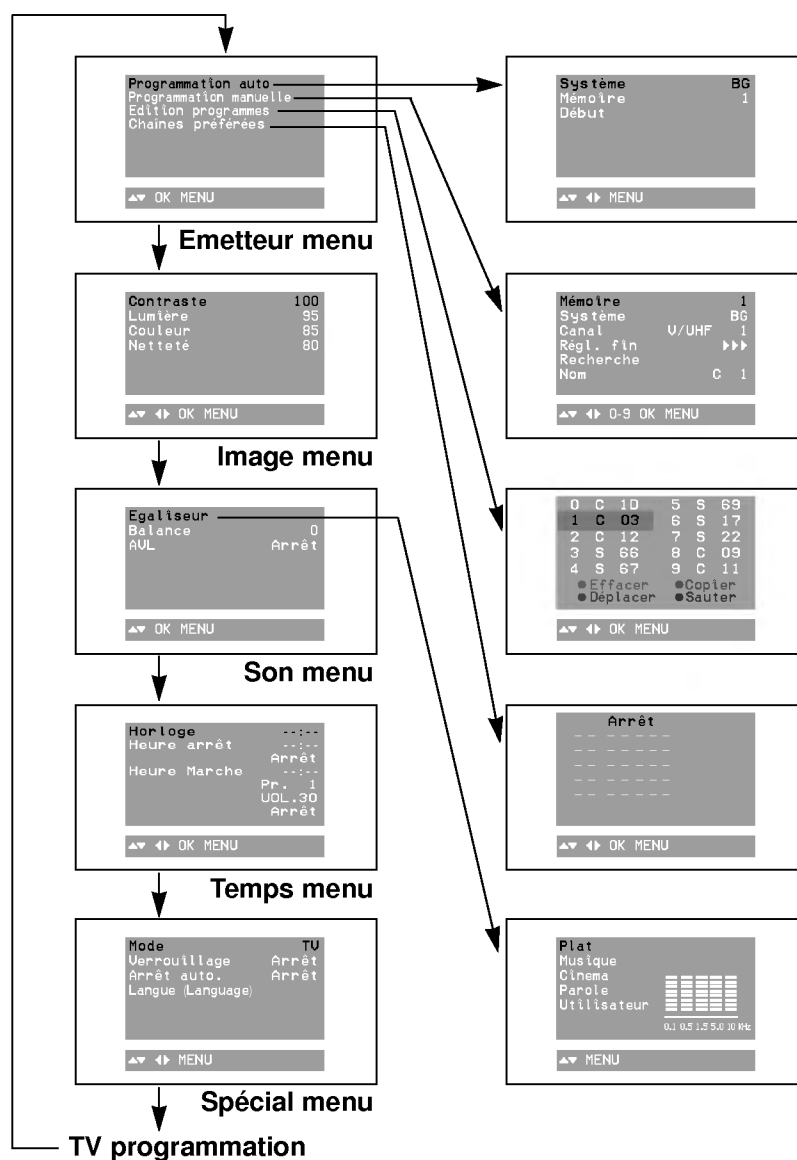 Programmation auto
Programmation manuelle
Edition programmes
Chaines préférées
▲▼ OK MENU
Emetteur menu
Contraste 100
Lumière 95
Couleur 85
Netteté 80
▲▼ ◀▶ OK MENU
Image menu
Egaliseur
Balance 0
AVL Arrêt
▲▼ OK MENU
Son menu
Horloge --:--
Heure arrêt --:--
Arrêt
Heure Marche --:--
Pr. 1
VOL.30
Arrêt
▲▼ ◀▶ OK MENU
Temps menu
Mode TV
Verrouillage Arrêt
Arrêt auto. Arrêt
Langue (Language)
▲▼ ◀▶ MENU
Spécial menu
TV programmation
Système BG
Mémoire 1
Début
▲▼ ◀▶ MENU
Mémoire 1
Système BG
Canal V/UHF 1
Régl. fin ▶▶▶
Recherche
Nom C 1
▲▼ ◀▶ 0-9 OK MENU
0 C 10 5 S 69
1 C 03 6 S 17
2 C 12 7 S 22
3 S 66 8 C 09
4 S 67 9 C 11
●Effacer ●Copier
●Déplacer ●Sauter
▲▼ ◀▶ OK MENU
Arrêt
-- -- -----
-- -- -----
-- -- -----
-- -- -----
-- -- -----
▲▼ ◀▶ OK MENU
Plat
Musique
Cinema
Parole
Utilisateur
0.1 0.5 1.5 5.0 10 KHz
▲▼ MENU